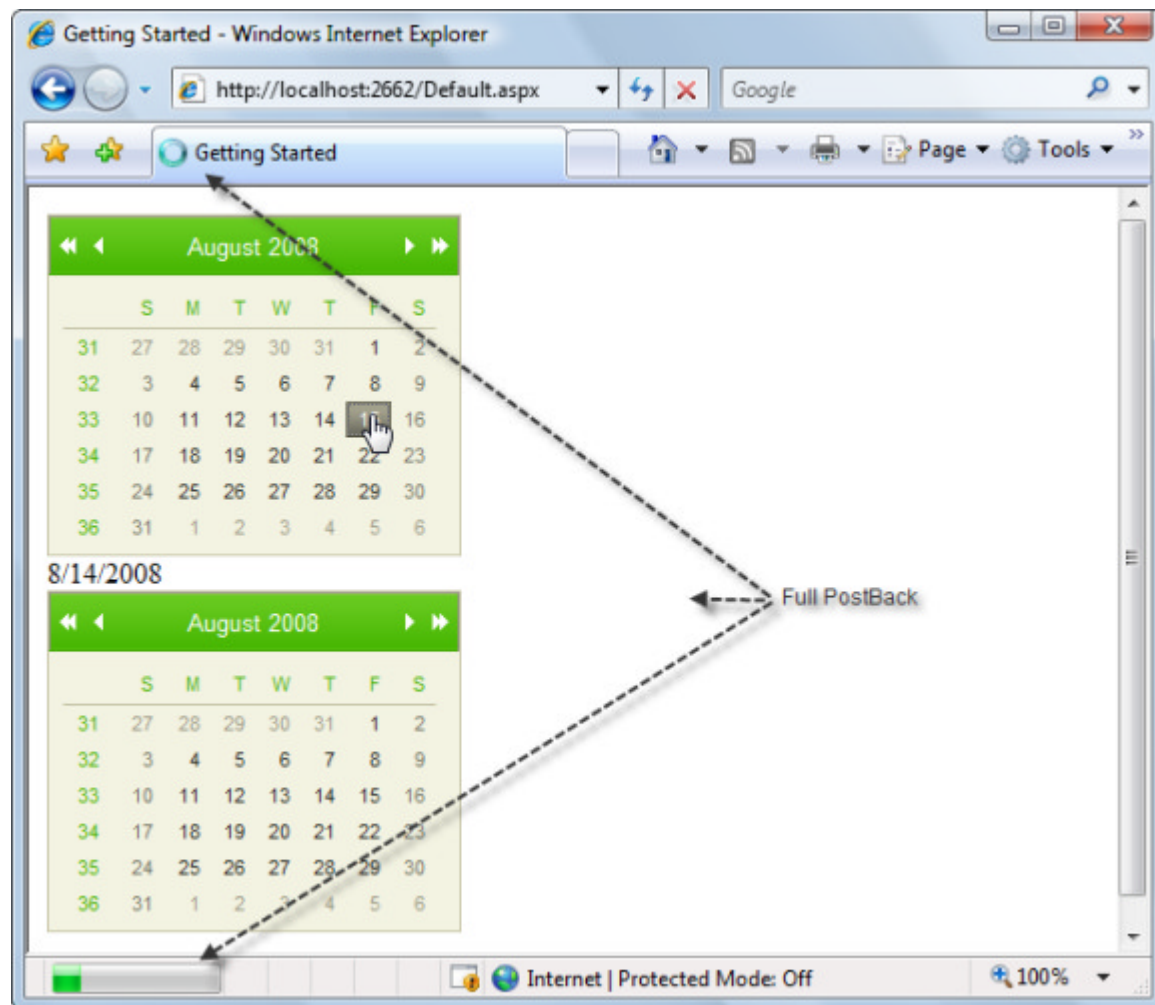 Getting Started - Windows Internet Explorer
http://localhost:2662/Default.aspx
Google
Getting Started
Page
Tools
August 2008
S M T W T F S
31 27 28 29 30 31 1 2
32 3 4 5 6 7 8 9
33 10 11 12 13 14 16
34 17 18 19 20 21 22 23
35 24 25 26 27 28 29 30
36 31 1 2 3 4 5 6
8/14/2008
Full PostBack
August 2008
S M T W T F S
31 27 28 29 30 31 1 2
32 3 4 5 6 7 8 9
33 10 11 12 13 14 15 16
34 17 18 19 20 21 22 23
35 24 25 26 27 28 29 30
36 31 1 2 3 4 5 6
Internet | Protected Mode: Off
100%